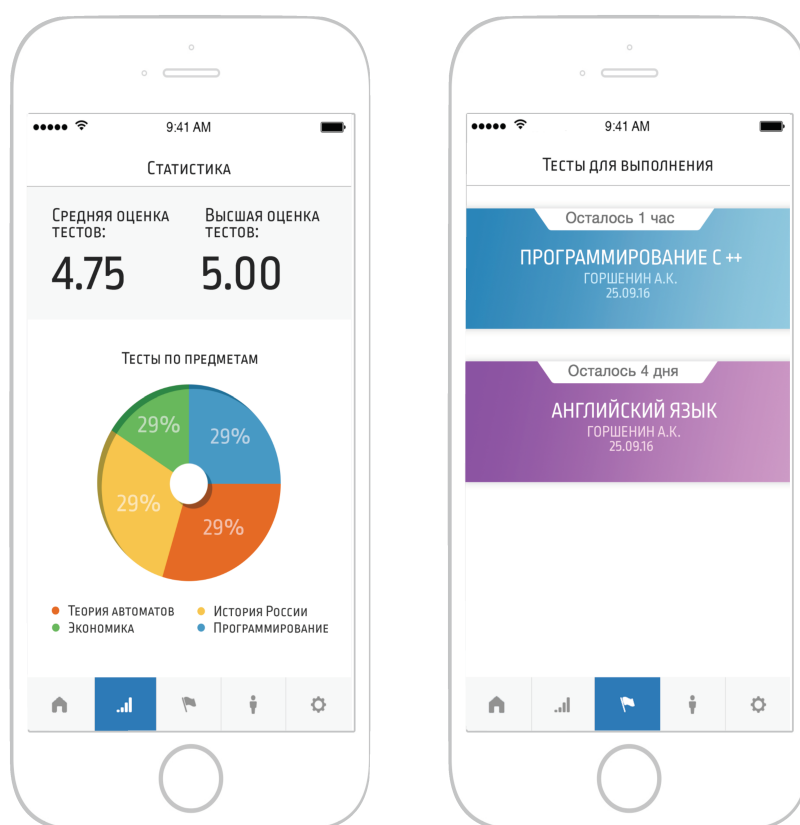 9:41 AM
Статистика
Средняя оценка
тестов:
4.75
Высшая оценка
тестов:
5.00
Тесты по предметам
29%
29%
29%
29%
Теория автоматов
История России
Экономика
Программирование
9:41 AM
Тесты для выполнения
Осталось 1 час
ПРОГРАММИРОВАНИЕ С ++
ГОРШЕНИН А.К.
25.09.16
Осталось 4 дня
АНГЛИЙСКИЙ ЯЗЫК
ГОРШЕНИН А.К.
25.09.16